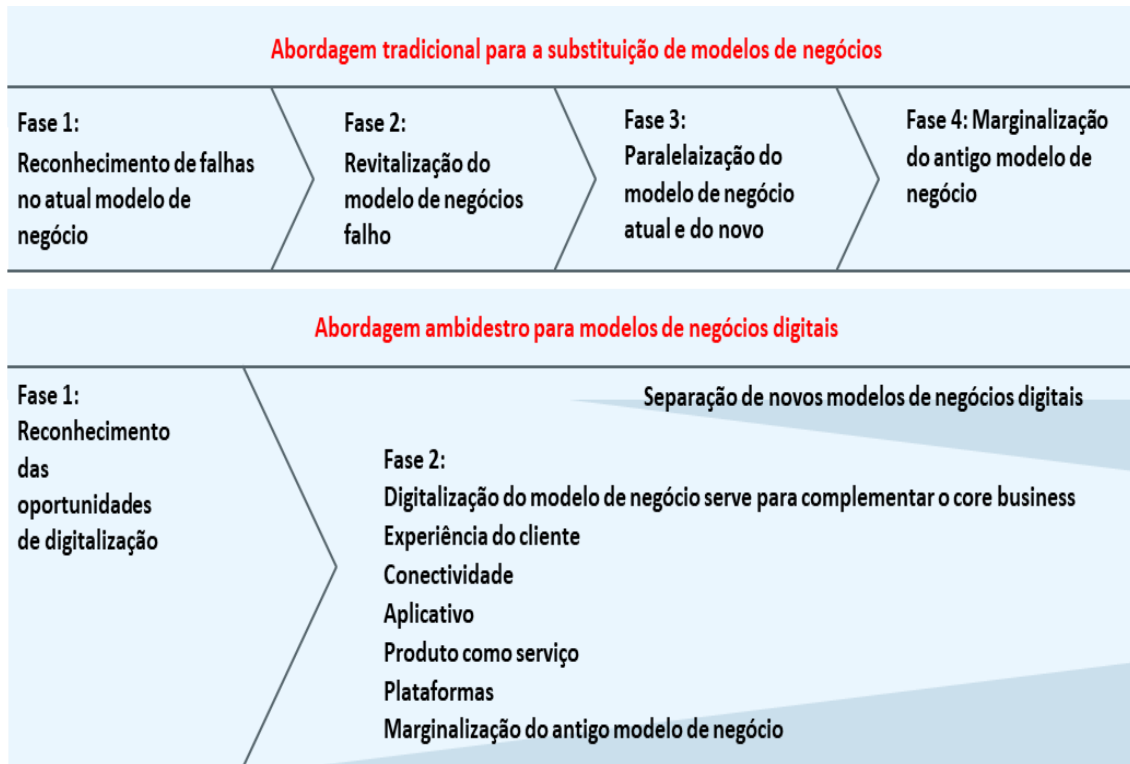 Abordagem tradicional para a substituição de modelos de negócios
Fase 1:
Reconhecimento de falhas
no atual modelo de
negócio
Fase 2:
Revitalização do
modelo de negócios
falho
Fase 3:
Paralelaização do
modelo de negócio
atual e do novo
Fase 4: Marginalização
do antigo modelo de
negócio
Abordagem ambidestro para modelos de negócios digitais
Fase 1:
Reconhecimento
das
oportunidades
de digitalização
Separação de novos modelos de negócios digitais
Fase 2:
Digitalização do modelo de negócio serve para complementar o core business
Experiência do cliente
Conectividade
Aplicativo
Produto como serviço
Plataformas
Marginalização do antigo modelo de negócio